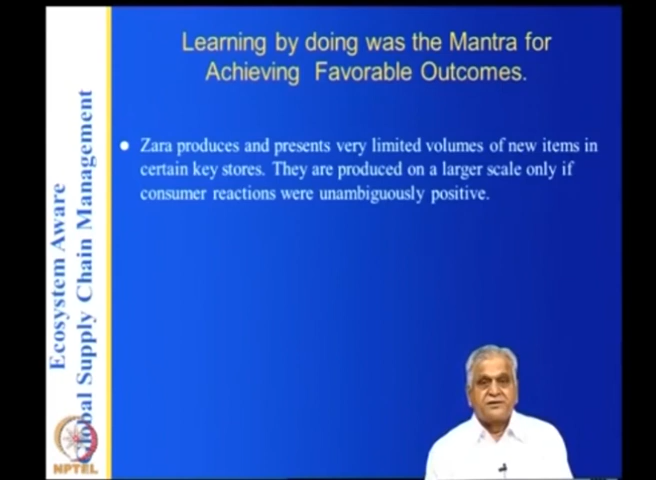 Learning by doing was the Mantra for
Achieving Favorable Outcomes.
Zara produces and presents very limited volumes of new items in
certain key stores. They are produced on a larger scale only if
consumer reactions were unambiguously positive.
Ecosystem Aware
Global Supply Chain Management
NPTEL